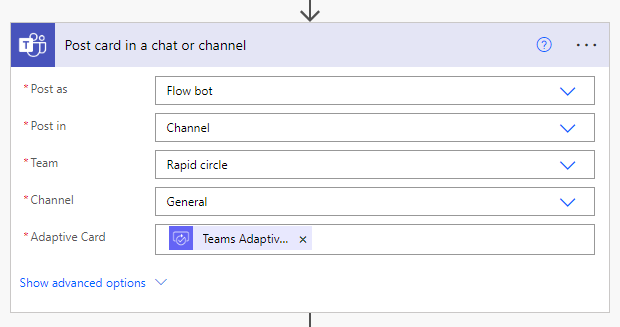 Post card in a chat or channel
* Post as
Flow bot
* Post in
Channel
* Team
Rapid circle
* Channel
General
* Adaptive Card
Teams Adaptiv...
Show advanced options